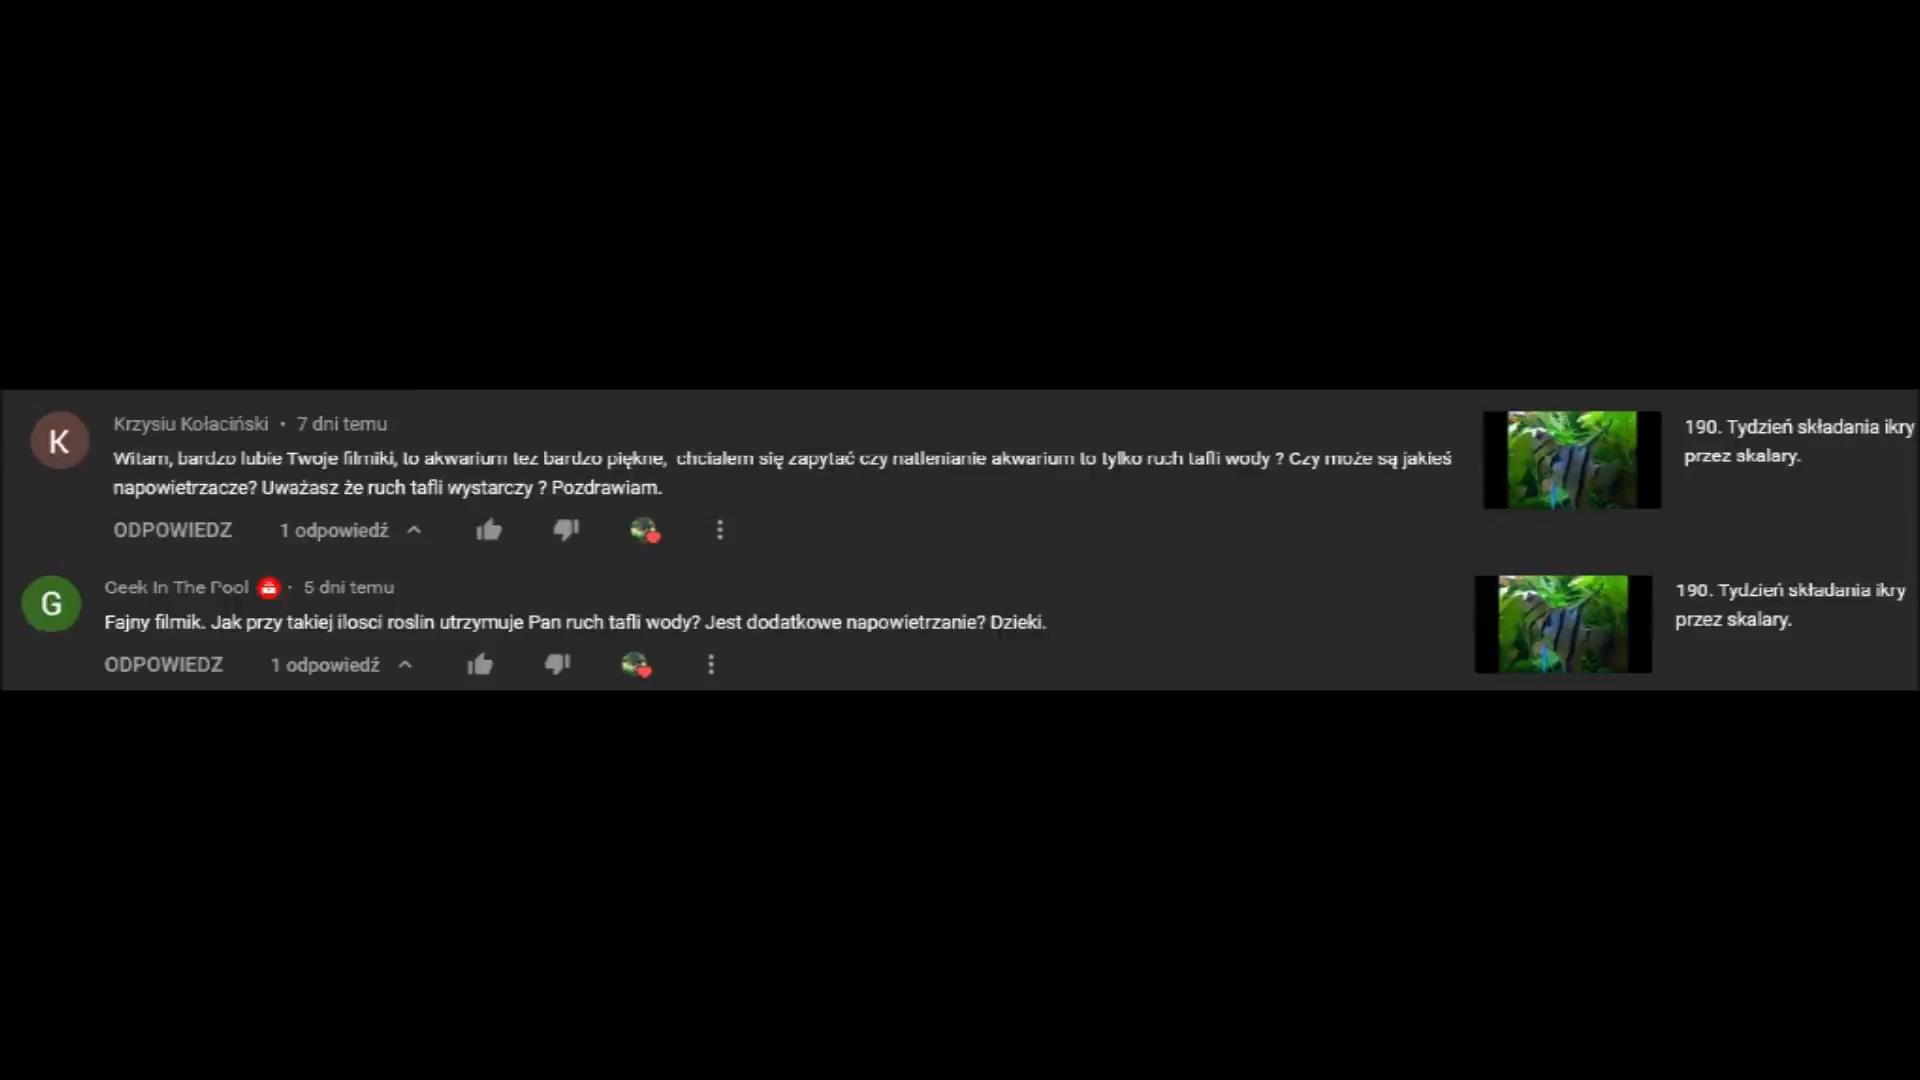 K
Krzysiu Kołaciński • 7 dni temu
Witam, bardzo lubie Twoje filmiki, to akwarium tez bardzo piękne, chcialem się zapytać czy natlenianie akwarium to tylko ruch tafli wody ? Czy może są jakieś
napowietrzacze? Uważasz że ruch tafli wystarczy ? Pozdrawiam.
ODPOWIEDZ 1 odpowiedź
190. Tydzień składania ikry
przez skalary.
G
Geek In The Pool • 5 dni temu
Fajny filmik. Jak przy takiej ilosci roslin utrzymuje Pan ruch tafli wody? Jest dodatkowe napowietrzanie? Dzieki.
ODPOWIEDZ 1 odpowiedź
190. Tydzień składania ikry
przez skalary.